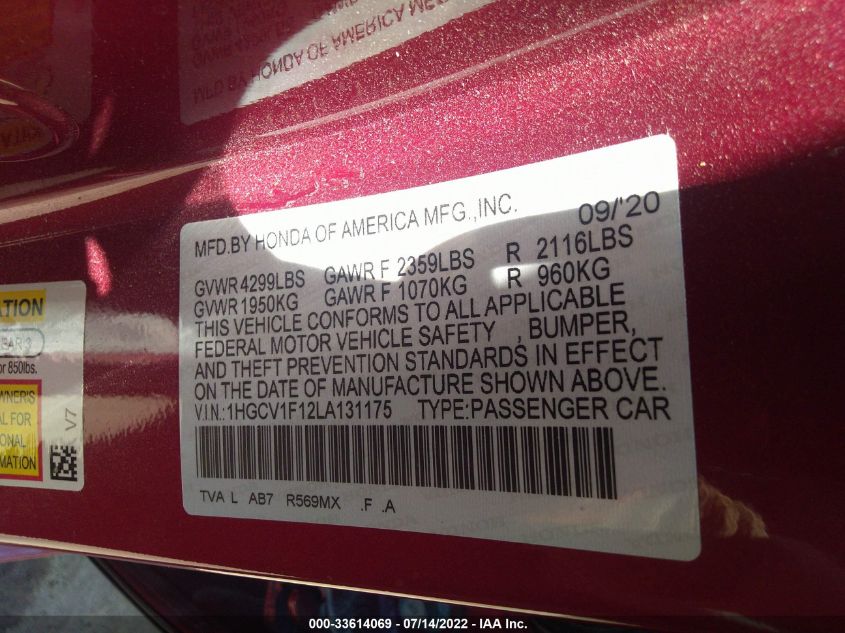 MFD.BY HONDA OF AMERICA MFG.,INC. 09/'20
GVWR 4299LBS GAWR F 2359LBS R 2116LBS
GVWR 1950KG GAWR F 1070KG R 960KG
THIS VEHICLE CONFORMS TO ALL APPLICABLE
FEDERAL MOTOR VEHICLE SAFETY , BUMPER,
AND THEFT PREVENTION STANDARDS IN EFFECT
ON THE DATE OF MANUFACTURE SHOWN ABOVE.
V.I.N.:1HGCV1F12LA131175 TYPE:PASSENGER CAR
TVA L AB7 R569MX .F .A
850lbs.
FOR
V7
000-33614069 - 07/14/2022 - IAA Inc.